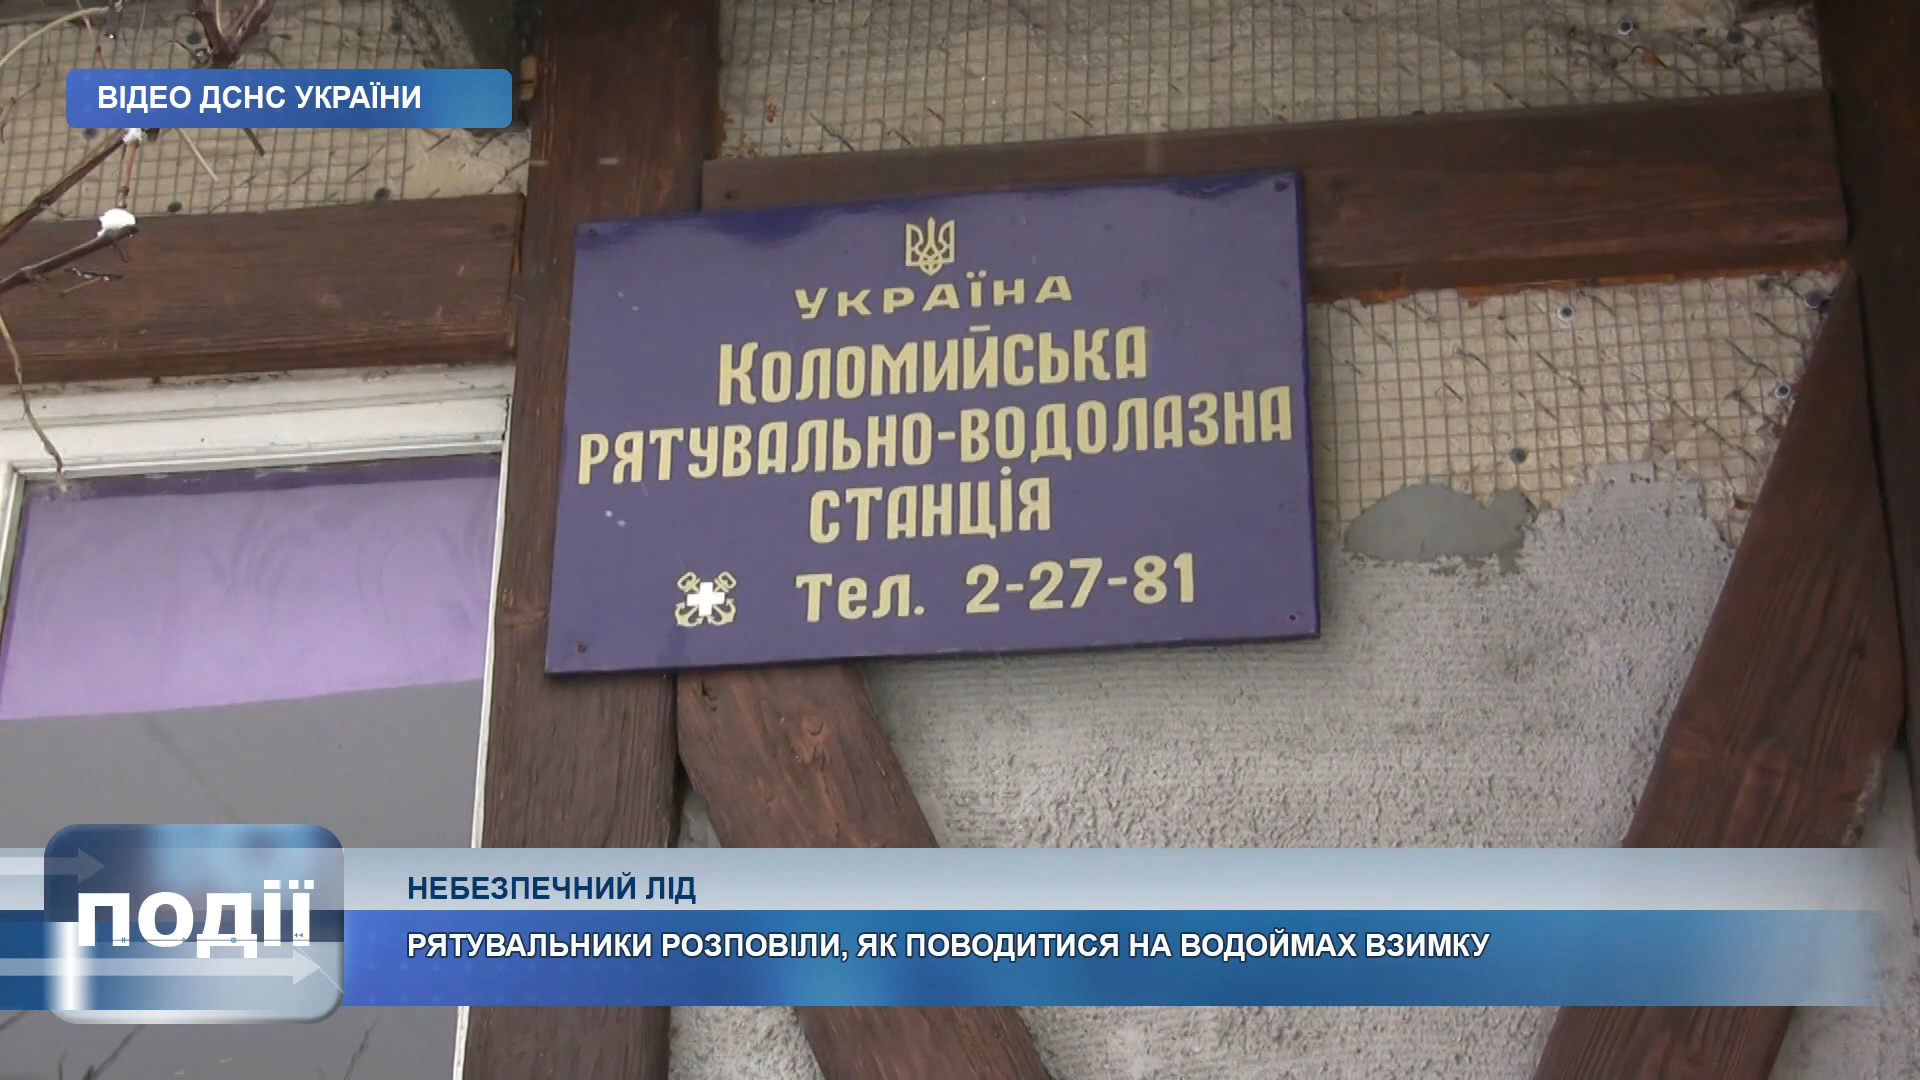 ВІДЕО ДСНС УКРАЇНИ
УКРАЇНА
КОЛОМИЙСЬКА
РЯТУВАЛЬНО-ВОДОЛАЗНА
СТАНЦІЯ
Тел. 2-27-81
події
НЕБЕЗПЕЧНИЙ ЛІД
РЯТУВАЛЬНИКИ РОЗПОВІЛИ, ЯК ПОВОДИТИСЯ НА ВОДОЙМАХ ВЗИМКУ